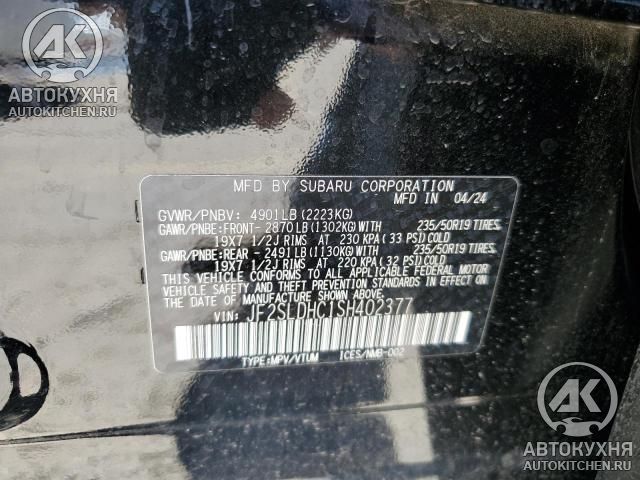 AK
АВТОКУХНЯ
AUTOKITCHEN.RU
MFD BY SUBARU CORPORATION
MFD IN 04/24
GVWR/PNBV: 4901LB(2223KG)
GAWR/PNBE:FRONT- 2870LB(1302KG)WITH 235/50R19 TIRES,
19X7 1/2J RIMS AT 230 KPA (33 PSI) COLD
GAWR/PNBE:REAR - 2491LB(1130KG)WITH 235/50R19 TIRES,
19X7 1/2J RIMS AT 220 KPA (32 PSI) COLD
THIS VEHICLE CONFORMS TO ALL APPLICABLE FEDERAL MOTOR
VEHICLE SAFETY, BUMPER, AND THEFT PREVENTION STANDARDS IN EFFECT ON
THE DATE OF MANUFACTURE SHOWN ABOVE.
VIN: JF2SLDHC1SH402377
TYPE:MPV/VTUM ICES/NMB-002
AK
АВТОКУХНЯ
AUTOKITCHEN.RU